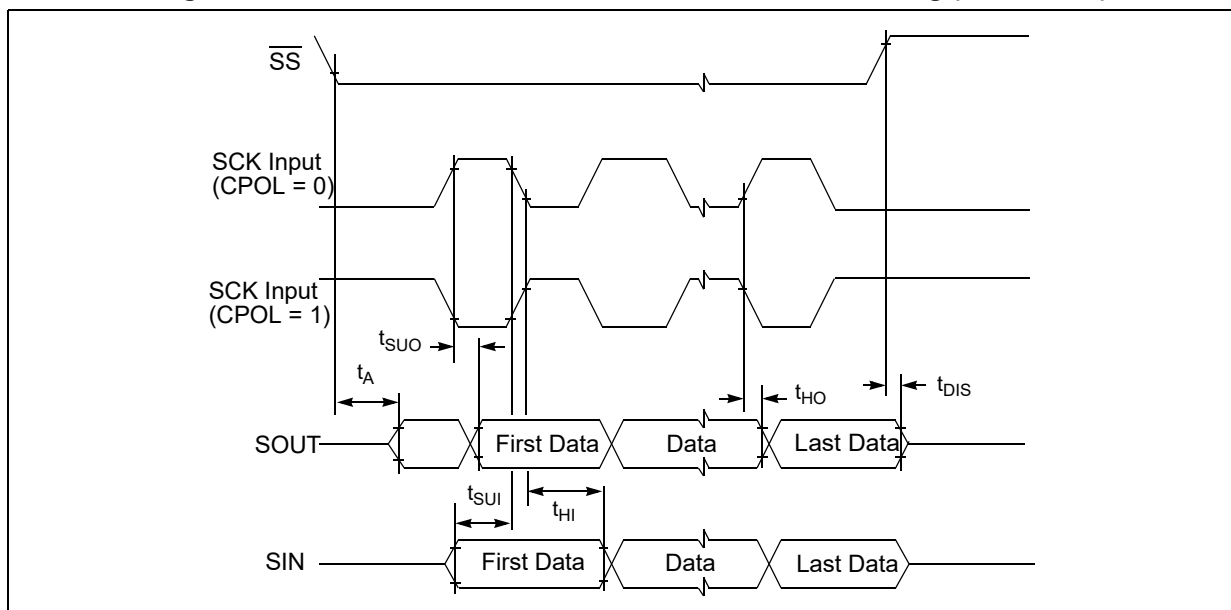 SS
SCK Input
(CPOL = 0)
SCK Input
(CPOL = 1)
tSUO
tA
tHO
tDIS
SOUT
First Data
Data
Last Data
tSUI
tHI
SIN
First Data
Data
Last Data